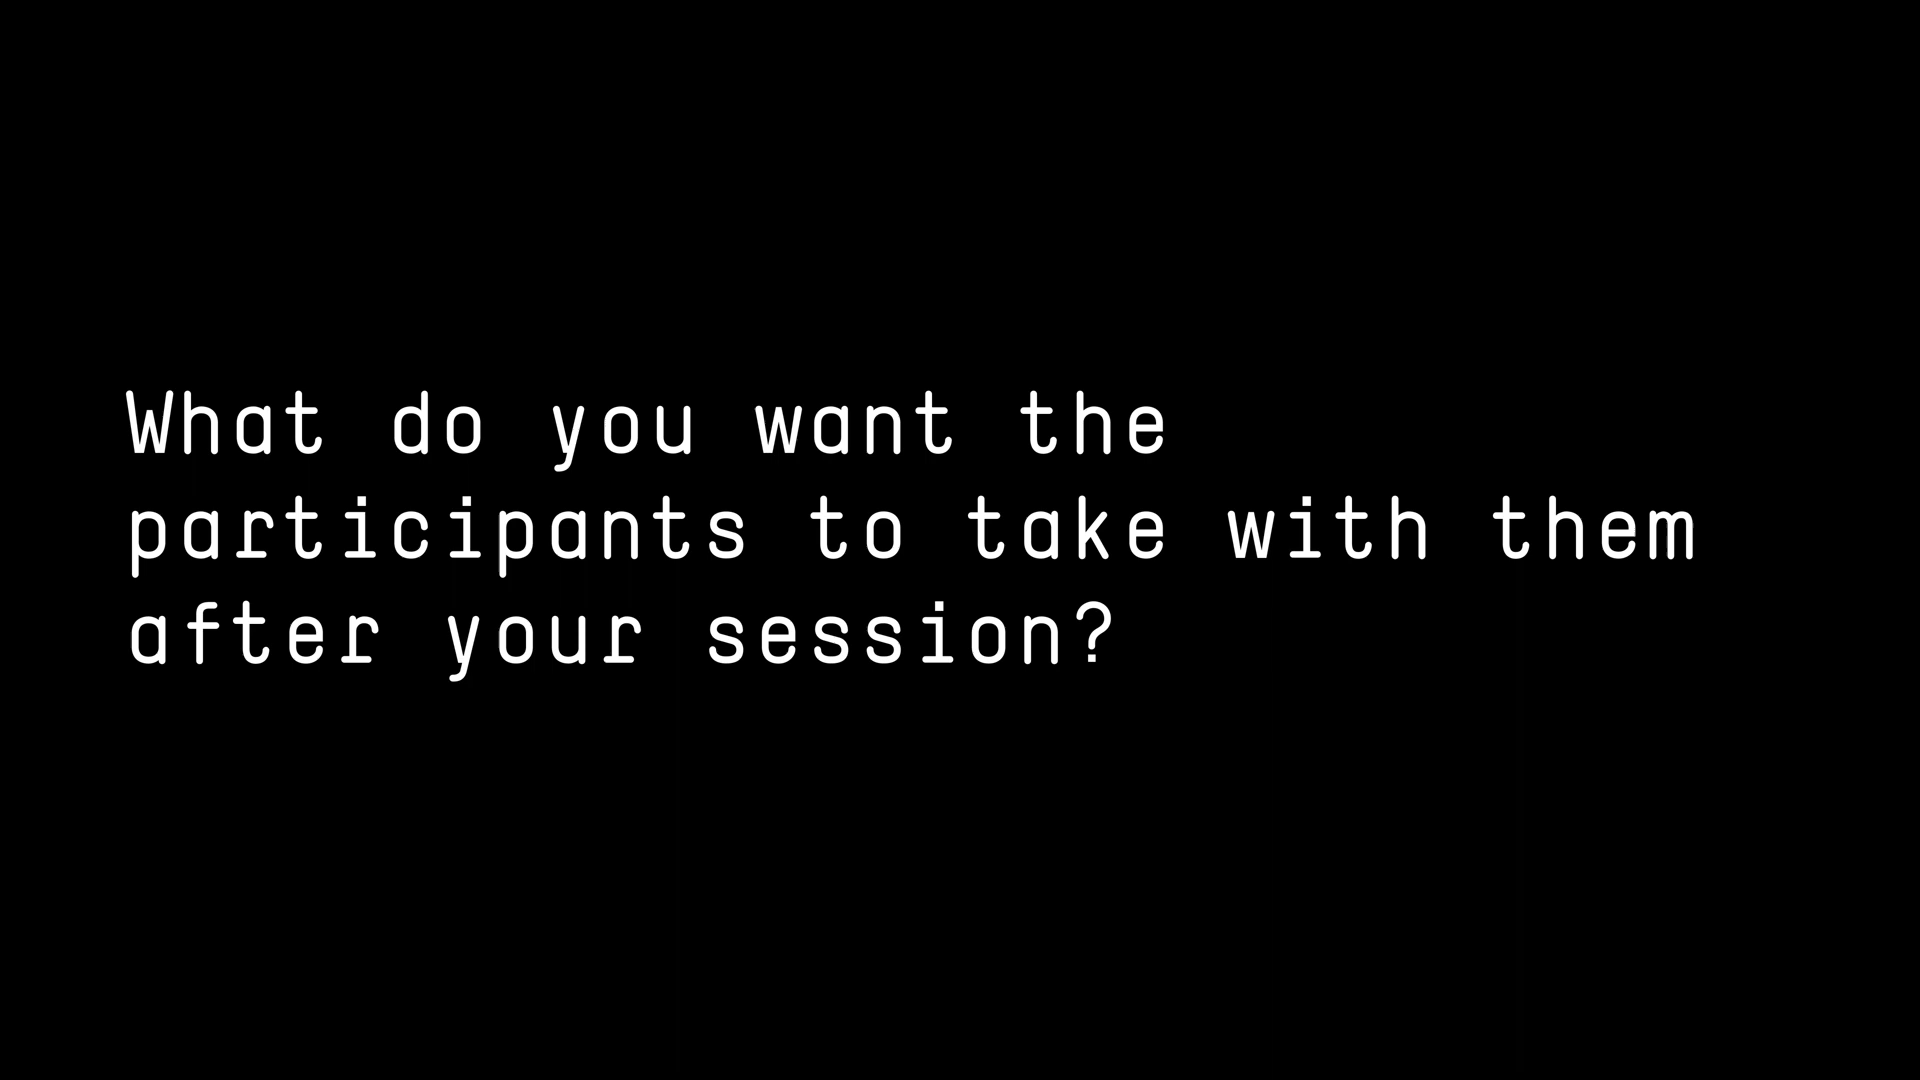 What do you want the
participants to take with them
after your session?